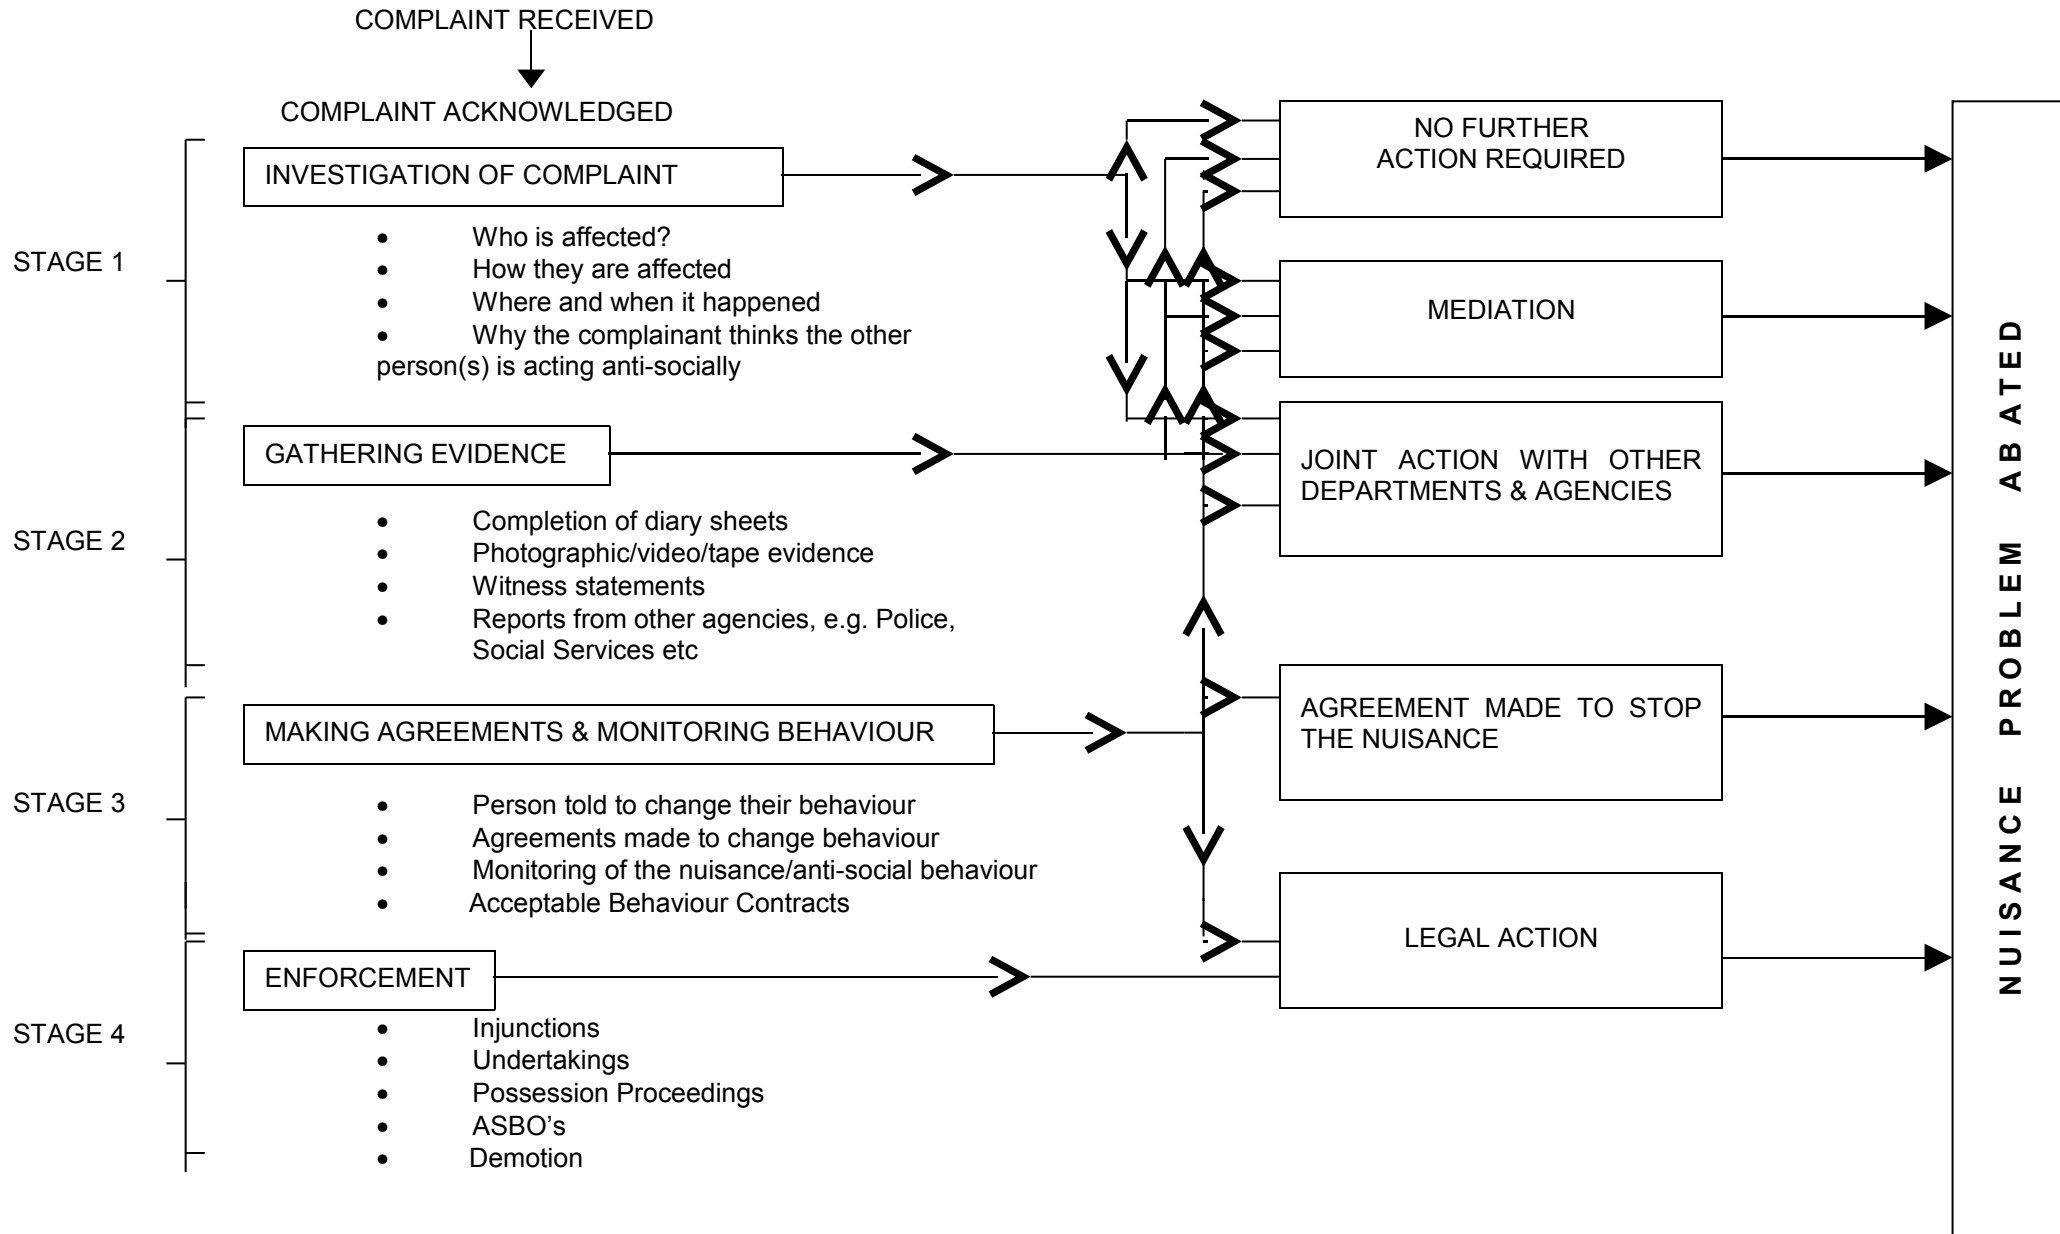 COMPLAINT RECEIVED
COMPLAINT ACKNOWLEDGED
STAGE 1
INVESTIGATION OF COMPLAINT
• Who is affected?
• How they are affected
• Where and when it happened
• Why the complainant thinks the other
person(s) is acting anti-socially
STAGE 2
GATHERING EVIDENCE
• Completion of diary sheets
• Photographic/video/tape evidence
• Witness statements
• Reports from other agencies, e.g. Police,
Social Services etc
STAGE 3
MAKING AGREEMENTS & MONITORING BEHAVIOUR
• Person told to change their behaviour
• Agreements made to change behaviour
• Monitoring of the nuisance/anti-social behaviour
• Acceptable Behaviour Contracts
STAGE 4
ENFORCEMENT
• Injunctions
• Undertakings
• Possession Proceedings
• ASBO's
• Demotion
NO FURTHER
ACTION REQUIRED
MEDIATION
JOINT ACTION WITH OTHER
DEPARTMENTS & AGENCIES
AGREEMENT MADE TO STOP
THE NUISANCE
LEGAL ACTION
NUISANCE PROBLEM ABATED